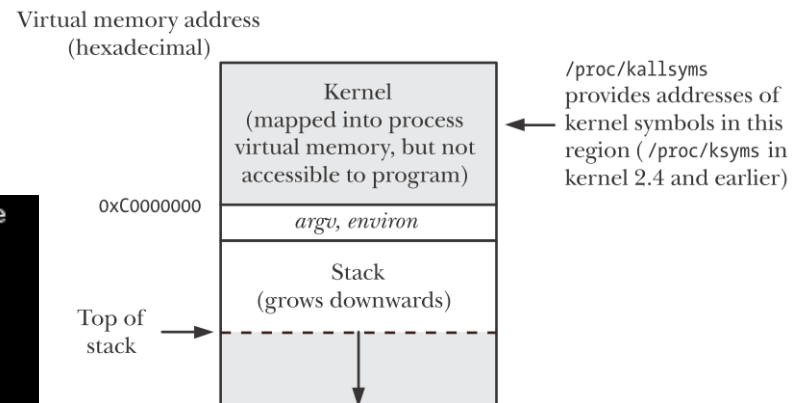 Virtual memory address
(hexadecimal)
Kernel
(mapped into process
virtual memory, but not
accessible to program)
/proc/kallsyms
provides addresses of
kernel symbols in this
region (/proc/ksyms in
kernel 2.4 and earlier)
0xC0000000
argv, environ
Stack
(grows downwards)
Top of
stack
e